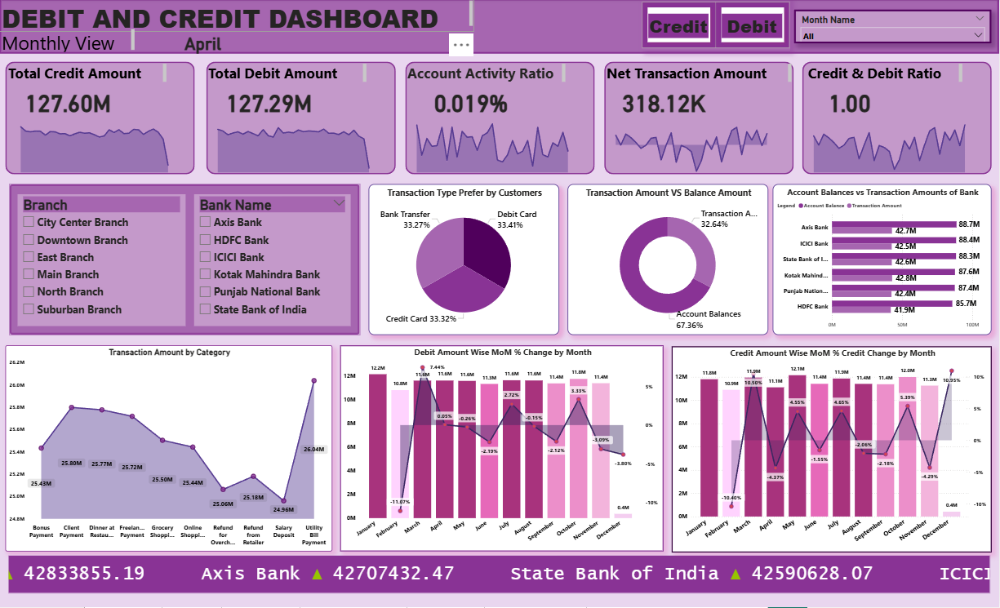 DEBIT AND CREDIT DASHBOARD
Monthly View April
Credit Debit
Month Name
All
Total Credit Amount
127.60M
Total Debit Amount
127.29M
Account Activity Ratio
0.019%
Net Transaction Amount
318.12K
Credit & Debit Ratio
1.00
Branch
City Center Branch
Downtown Branch
East Branch
Main Branch
North Branch
Suburban Branch
Bank Name
Axis Bank
HDFC Bank
ICICI Bank
Kotak Mahindra Bank
Punjab National Bank
State Bank of India
Transaction Type Prefer by Customers
Bank Transfer
33.27%
Debit Card
33.41%
Credit Card 33.32%
Transaction Amount VS Balance Amount
Transaction A...
32.64%
Account Balances
67.36%
Account Balances vs Transaction Amounts of Bank
Legend Account Balance Transaction Amount
Axis Bank 88.7M
42.7M
ICICI Bank 88.4M
42.5M
State Bank of I... 88.3M
42.6M
Kotak Mahind... 87.6M
42.8M
Punjab Nation... 87.4M
42.4M
HDFC Bank 85.7M
41.9M
0M 50M 100M
Transaction Amount by Category
26.2M
26.0M
25.8M
25.6M
25.4M
25.2M
25.0M
24.8M
25.43M
25.80M
25.77M
25.72M
25.50M
25.44M
25.06M
25.18M
24.96M
26.04M
Bonus Payment
Client Payment
Dinner at Restau...
Freelan... Payment
Grocery Shoppi...
Online Shoppi...
Refund for Overch...
Refund from Retailer
Salary Deposit
Utility Bill Payment
Debit Amount Wise MoM % Change by Month
12M
10M
8M
6M
4M
2M
0M
12.2M
10.8M
11.6M
11.6M
11.6M
11.3M
11.6M
11.6M
11.4M
11.8M
11.4M
0.4M
-11.07%
7.44%
0.05%
-0.26%
-2.19%
2.72%
-0.15%
-2.12%
3.33%
-3.09%
-3.80%
5%
0%
-5%
-10%
January
February
March
April
May
June
July
August
September
October
November
December
Credit Amount Wise MoM % Credit Change by Month
12M
10M
8M
6M
4M
2M
0M
11.8M
10.9M
11.9M
11.1M
12.1M
11.4M
11.9M
11.4M
11.4M
12.0M
11.3M
0.4M
-10.40%
10.50%
-4.37%
4.55%
-1.55%
4.65%
-2.06%
-2.18%
5.39%
-4.29%
10.95%
10%
5%
0%
-5%
-10%
January
February
March
April
May
June
July
August
September
October
November
December
▲ 42833855.19 Axis Bank ▲ 42707432.47 State Bank of India ▲ 42590628.07 ICICI